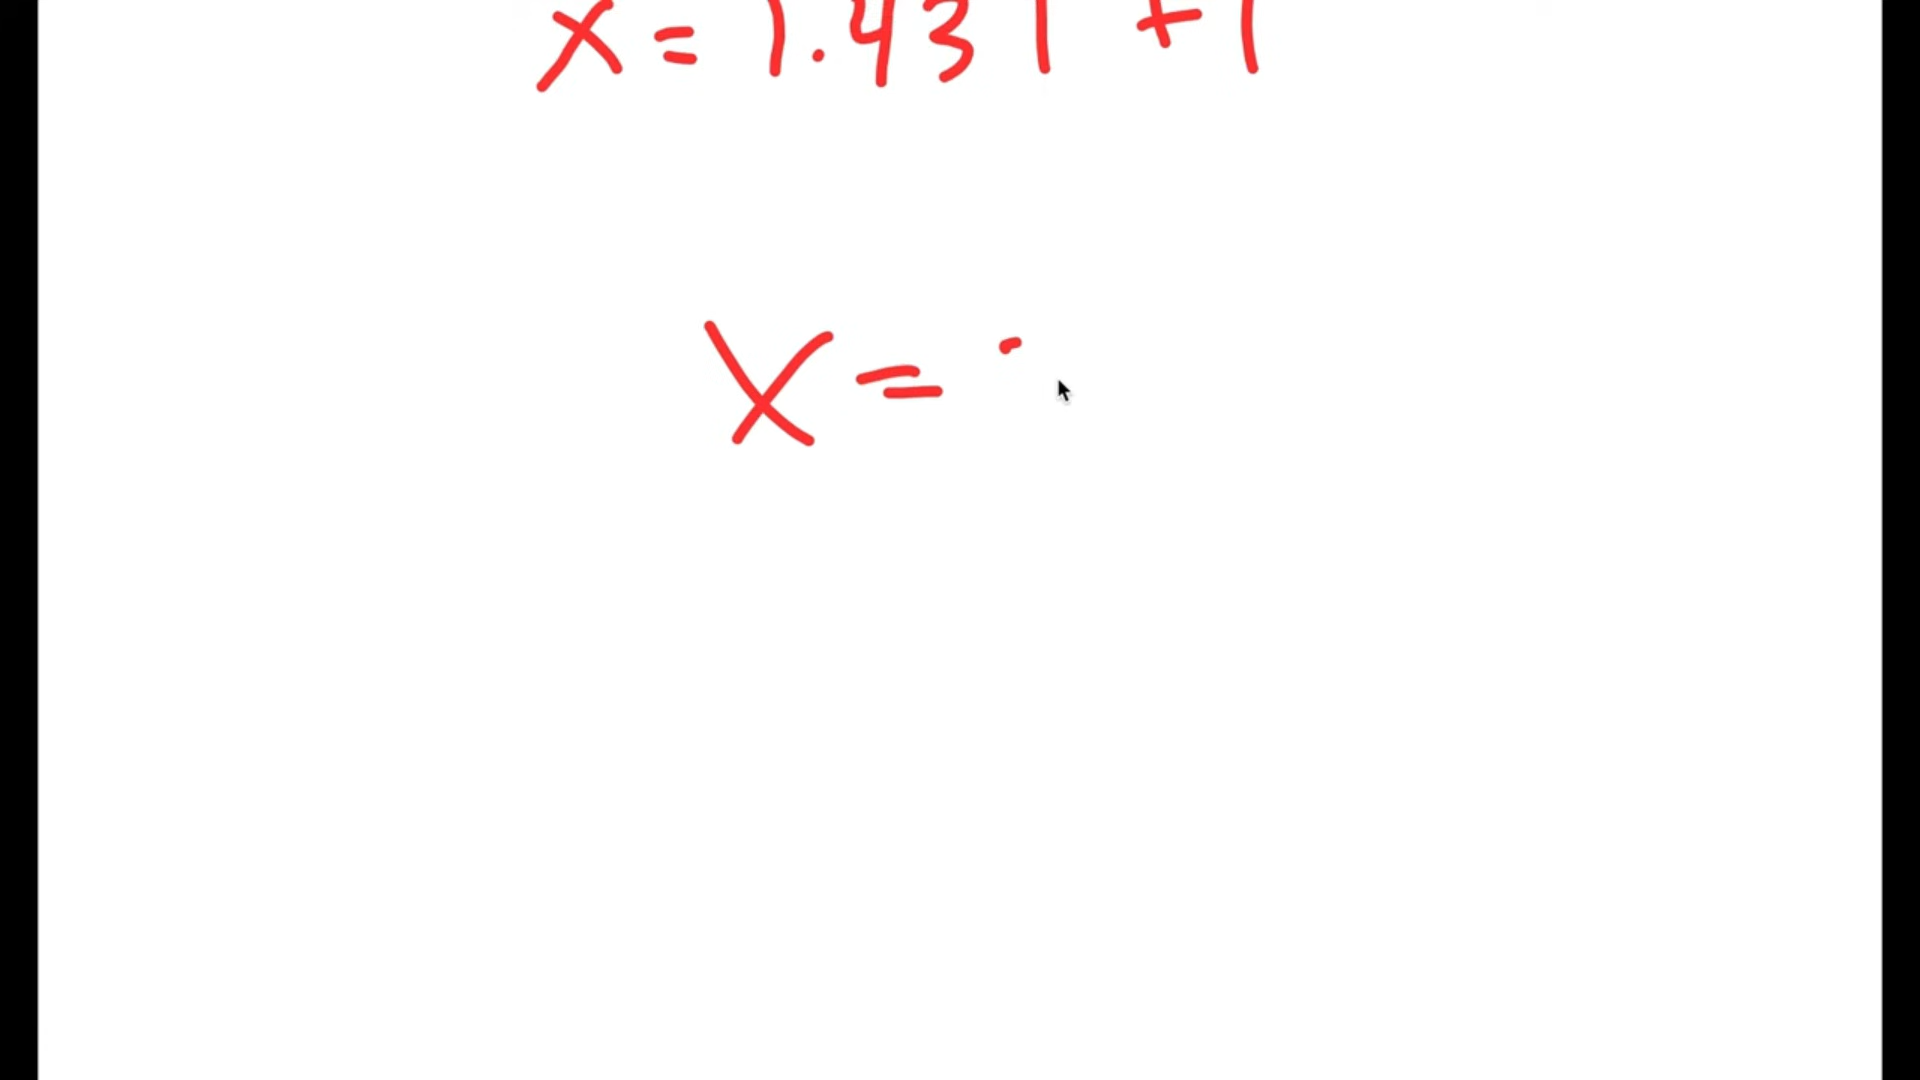 x = 1.431 + 1
x =